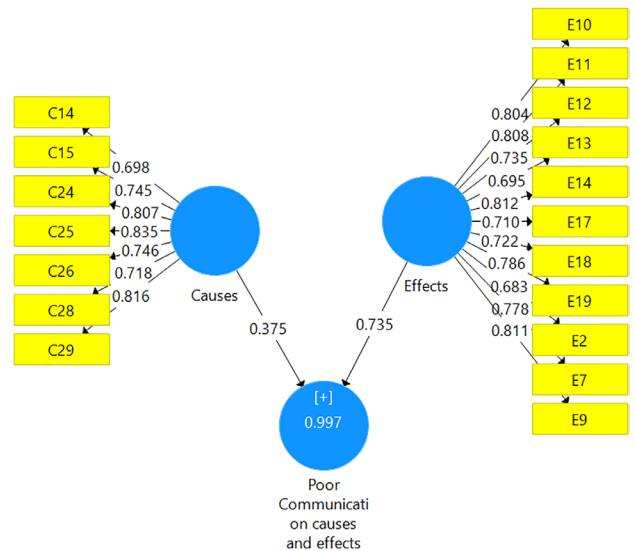 C14
C15
C24
C25
C26
C28
C29
0.698
0.745
0.807
0.835
0.746
0.718
0.816
Causes
0.375
E10
E11
E12
E13
E14
E17
E18
E19
E2
E7
E9
0.804
0.808
0.735
0.695
0.812
0.710
0.722
0.786
0.683
0.778
0.811
Effects
0.735
[+]
0.997
Poor
Communicati
on causes
and effects